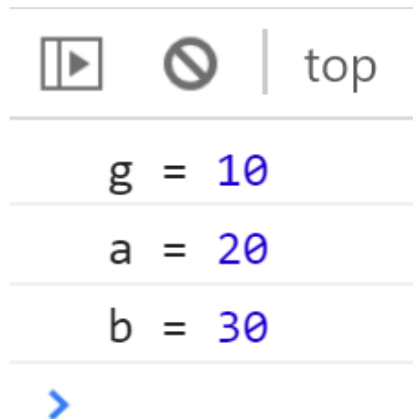 top
g = 10
a = 20
b = 30